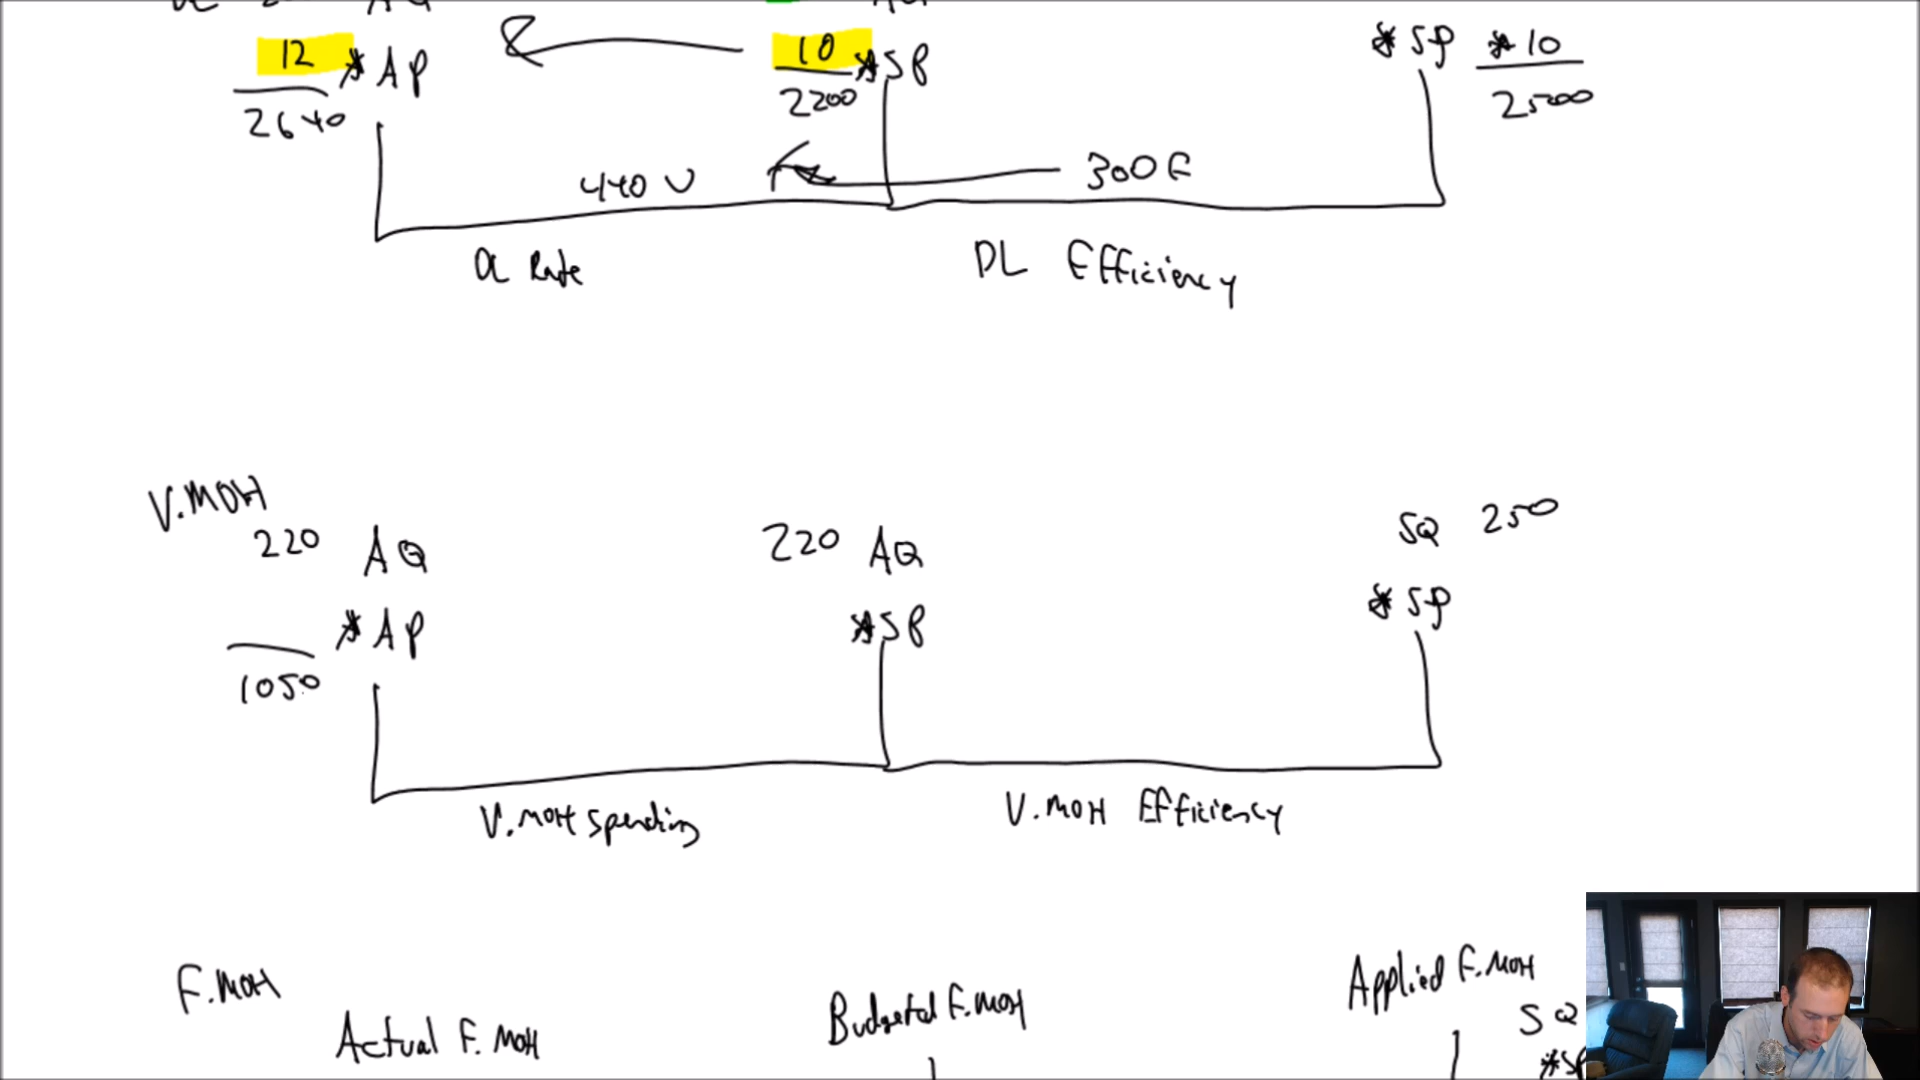 12 *AP
2640
10 *SP
2200
*SP *10
2500
440 U
300 F
DL Rate
DL Efficiency
V.MOH
220 AQ
*AP
1050
220 AQ
*SP
SQ 250
*SP
V.MOH Spending
V.MOH Efficiency
F.MOH
Actual F.MOH
Budgeted F.MOH
Applied F.MOH
SQ
*SP